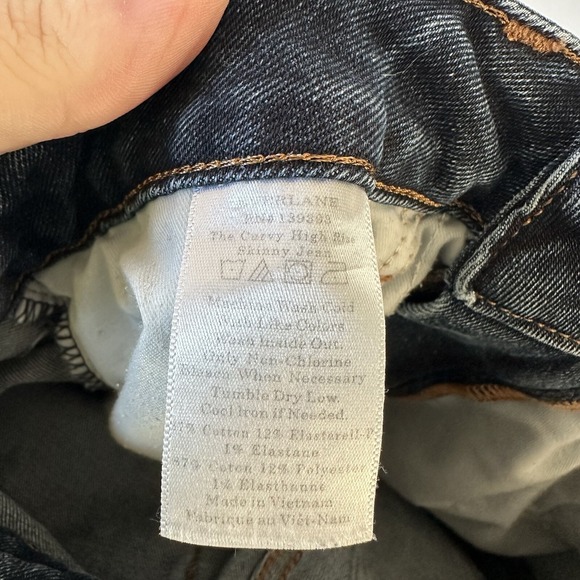 EVERLANE
RN# 139393
The Curvy High Rise
Skinny Jean
Machine Wash Cold
With Like Colors
Wash Inside Out.
Only Non-Chlorine
Bleach When Necessary
Tumble Dry Low.
Cool Iron if Needed.
Cotton 12% Elasterell-P
1% Elastane
Coton 12% Polyester
1% Elasthanne
Made in Vietnam
Fabriqué au Viêt-Nam